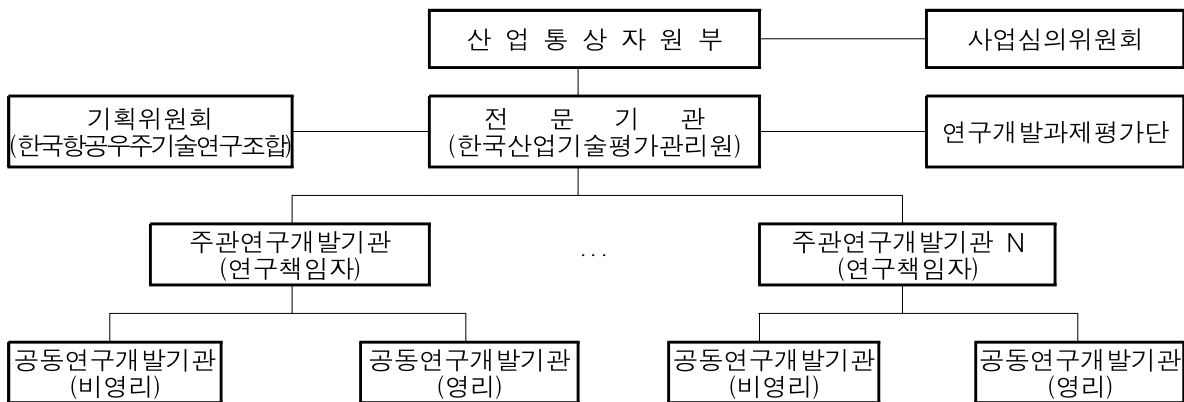 산 업 통 상 자 원 부
사업심의위원회
기획위원회
(한국항공우주기술연구조합)
전 문 기 관
(한국산업기술평가관리원)
연구개발과제평가단
주관연구개발기관
(연구책임자)
...
주관연구개발기관 N
(연구책임자)
공동연구개발기관
(비영리)
공동연구개발기관
(영리)
공동연구개발기관
(비영리)
공동연구개발기관
(영리)